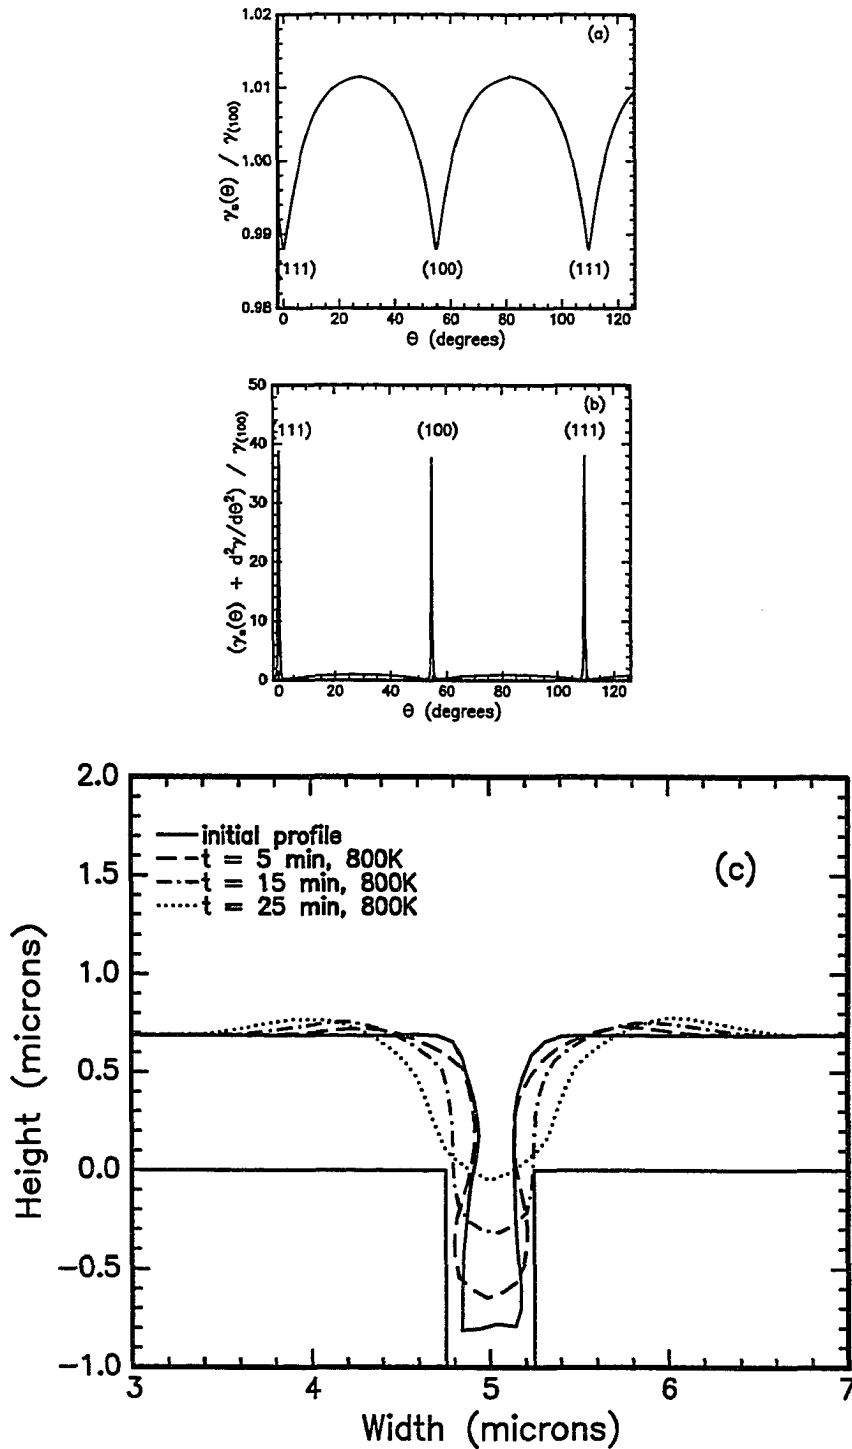 1.02
(a)
1.01
1.00
0.99
0.98
γs(θ) / γ(100)
(111)
(100)
(111)
0 20 40 60 80 100 120
θ (degrees)
50
(b)
40
30
20
10
0
(γs(θ) + d²γ/dθ²) / γ(100)
(111)
(100)
(111)
0 20 40 60 80 100 120
θ (degrees)
2.0
1.5
1.0
0.5
0.0
−0.5
−1.0
Height (microns)
initial profile
t = 5 min, 800K
t = 15 min, 800K
t = 25 min, 800K
(c)
3 4 5 6 7
Width (microns)